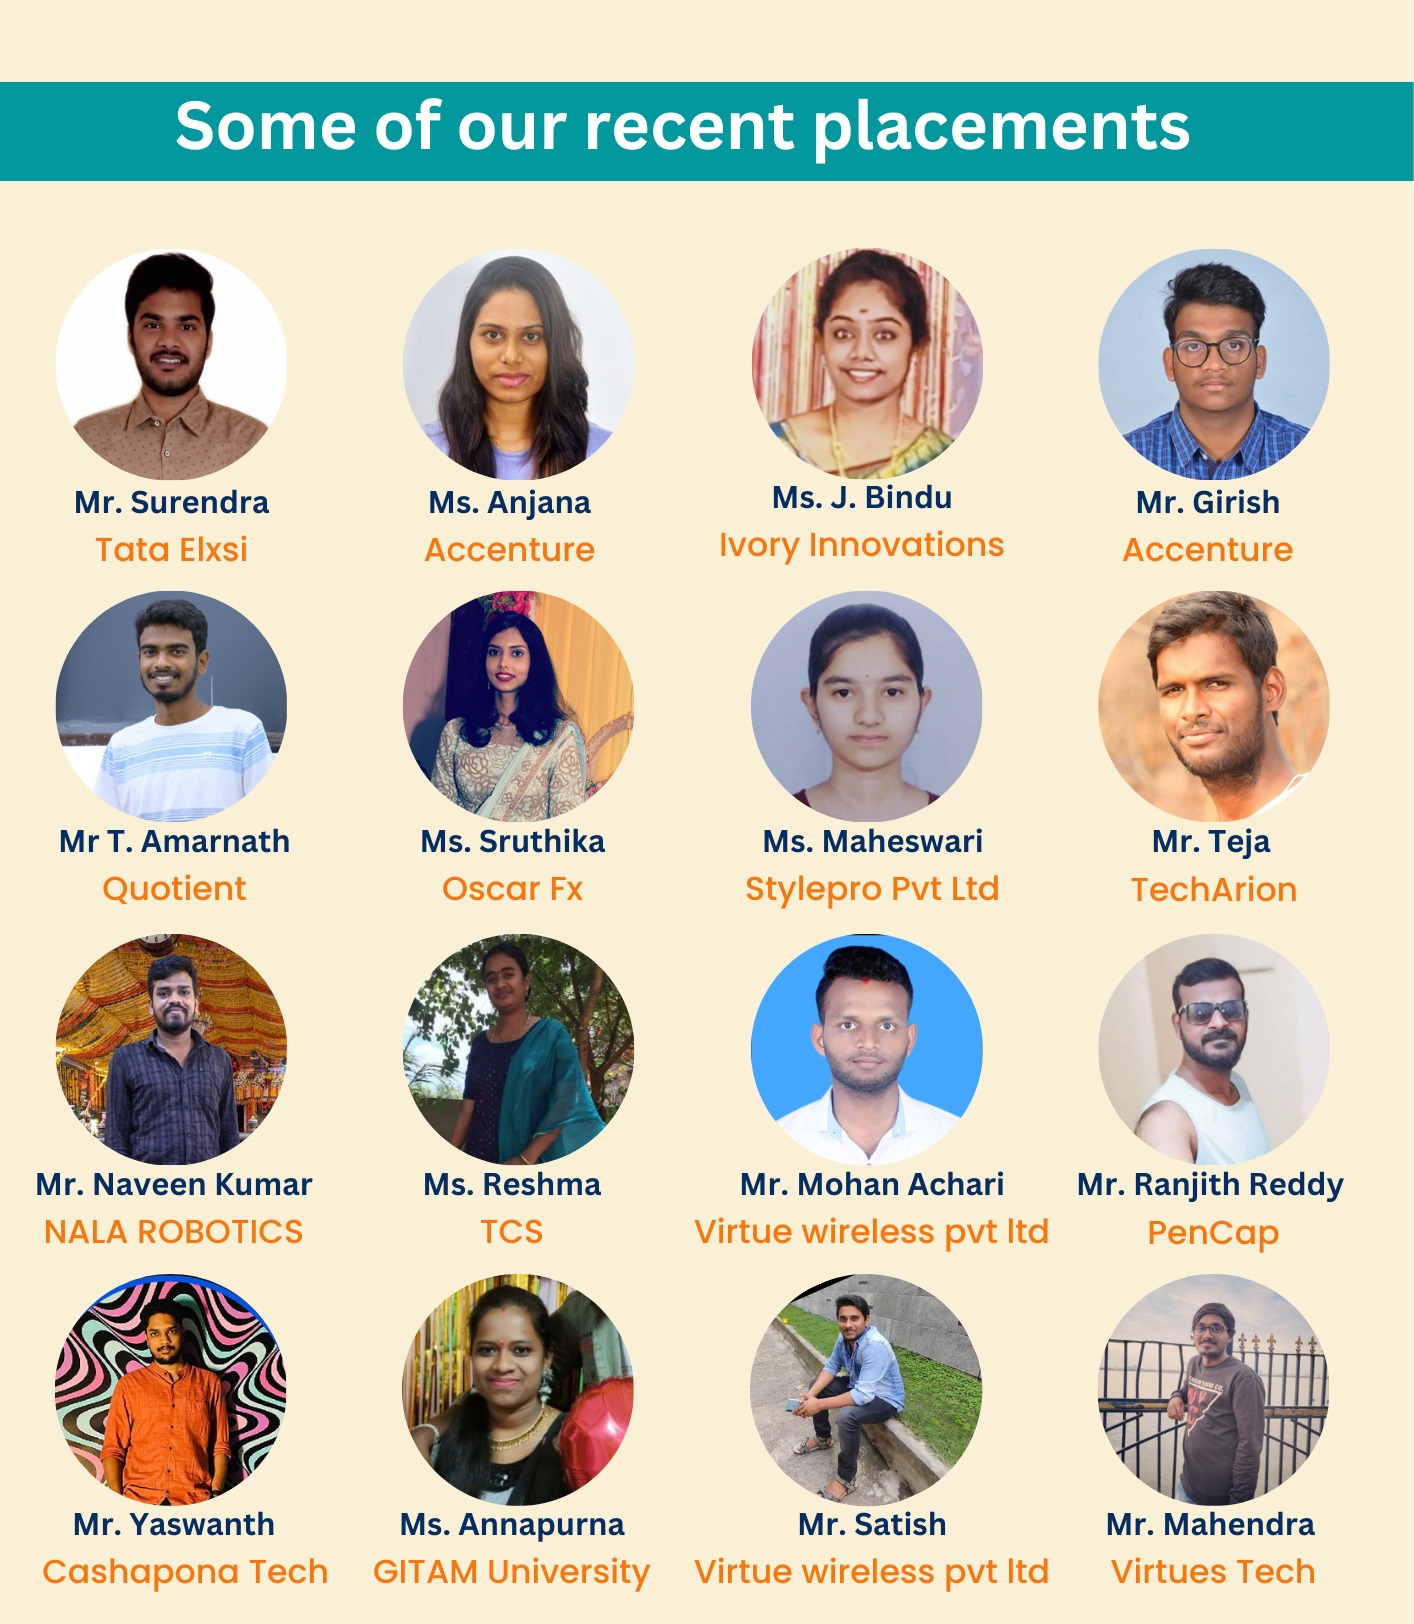 Some of our recent placements
Mr. Surendra
Tata Elxsi
Ms. Anjana
Accenture
Ms. J. Bindu
Ivory Innovations
Mr. Girish
Accenture
Mr T. Amarnath
Quotient
Ms. Sruthika
Oscar Fx
Ms. Maheswari
Stylepro Pvt Ltd
Mr. Teja
TechArion
Mr. Naveen Kumar
NALA ROBOTICS
Ms. Reshma
TCS
Mr. Mohan Achari
Virtue wireless pvt ltd
Mr. Ranjith Reddy
PenCap
Mr. Yaswanth
Cashapona Tech
Ms. Annapurna
GITAM University
Mr. Satish
Virtue wireless pvt ltd
Mr. Mahendra
Virtues Tech